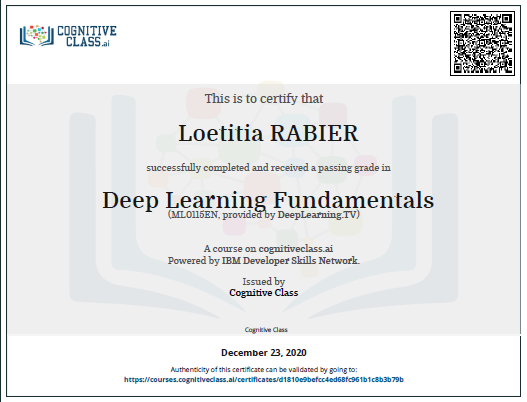 COGNITIVE
CLASS.ai
This is to certify that
Loetitia RABIER
successfully completed and received a passing grade in
Deep Learning Fundamentals
(ML0115EN, provided by DeepLearning.TV)
A course on cognitiveclass.ai
Powered by IBM Developer Skills Network.
Issued by
Cognitive Class
Cognitive Class
December 23, 2020
Authenticity of this certificate can be validated by going to:
https://courses.cognitiveclass.ai/certificates/d1810e9befcc4ed68fc961b1c8b3b79b